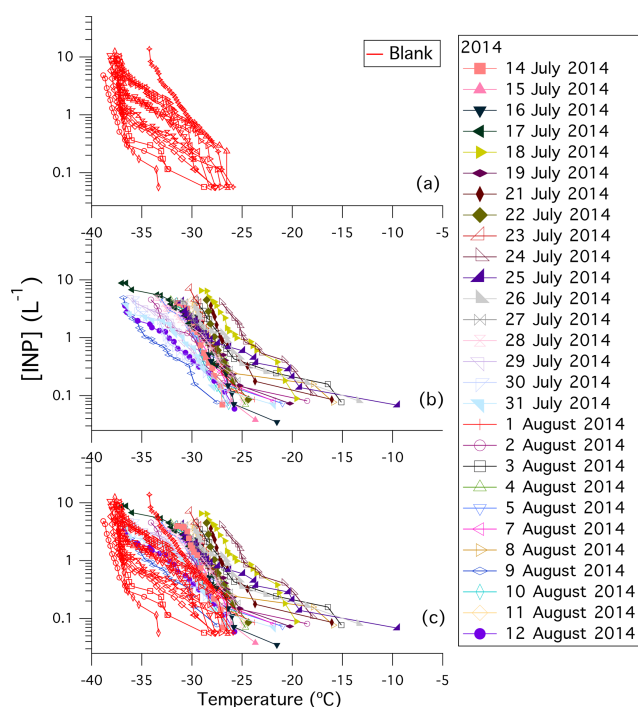 Blank
10
1
0.1
(a)
-40 -35 -30 -25 -20 -15 -10 -5
[INP] (L⁻¹)
10
1
0.1
(b)
-40 -35 -30 -25 -20 -15 -10 -5
10
1
0.1
(c)
-40 -35 -30 -25 -20 -15 -10 -5
Temperature (ºC)
2014
14 July 2014
15 July 2014
16 July 2014
17 July 2014
18 July 2014
19 July 2014
21 July 2014
22 July 2014
23 July 2014
24 July 2014
25 July 2014
26 July 2014
27 July 2014
28 July 2014
29 July 2014
30 July 2014
31 July 2014
1 August 2014
2 August 2014
3 August 2014
4 August 2014
5 August 2014
7 August 2014
8 August 2014
9 August 2014
10 August 2014
11 August 2014
12 August 2014